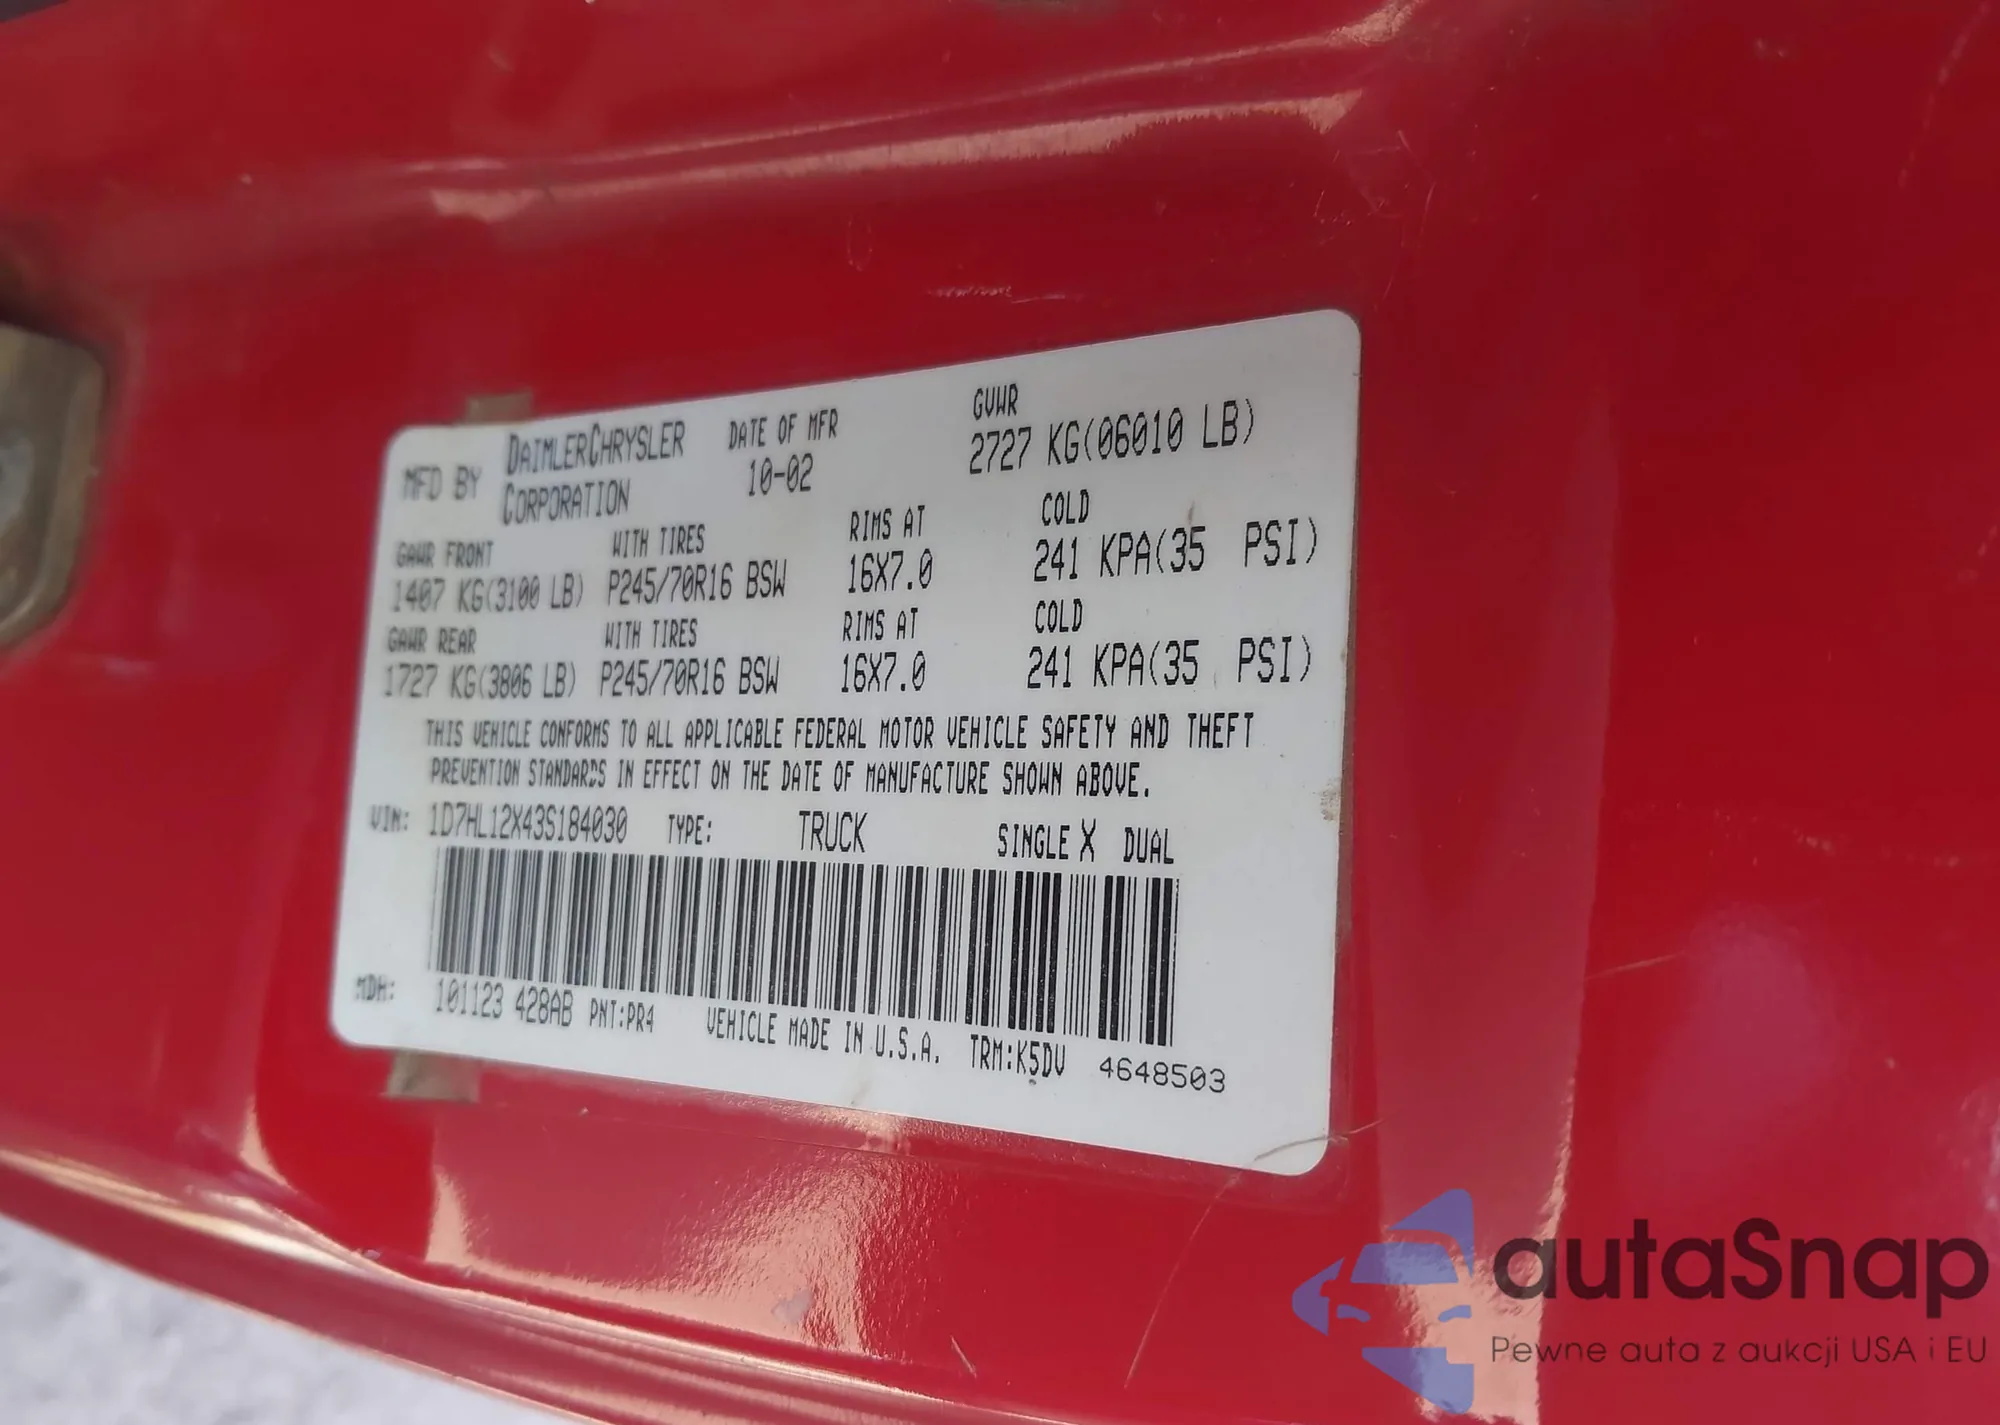 MFD BY DAIMLERCHRYSLER CORPORATION
DATE OF MFR
10-02
GVWR
2727 KG(06010 LB)
GAWR FRONT WITH TIRES RIMS AT COLD
1407 KG(3100 LB) P245/70R16 BSW 16X7.0 241 KPA(35 PSI)
GAWR REAR WITH TIRES RIMS AT COLD
1727 KG(3806 LB) P245/70R16 BSW 16X7.0 241 KPA(35 PSI)
THIS VEHICLE CONFORMS TO ALL APPLICABLE FEDERAL MOTOR VEHICLE SAFETY AND THEFT
PREVENTION STANDARDS IN EFFECT ON THE DATE OF MANUFACTURE SHOWN ABOVE.
VIN: 1D7HL12X43S184030 TYPE: TRUCK SINGLE X DUAL
MDH: 101123 428AB PNT:PR4 VEHICLE MADE IN U.S.A. TRM:K5DV 4648503
autaSnap
Pewne auta z aukcji USA i EU